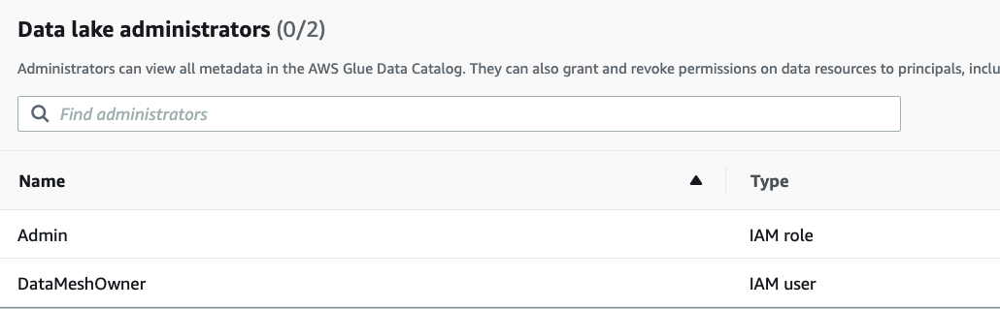 Data lake administrators (0/2)
Administrators can view all metadata in the AWS Glue Data Catalog. They can also grant and revoke permissions on data resources to principals, inclu
Find administrators
Name Type
Admin IAM role
DataMeshOwner IAM user